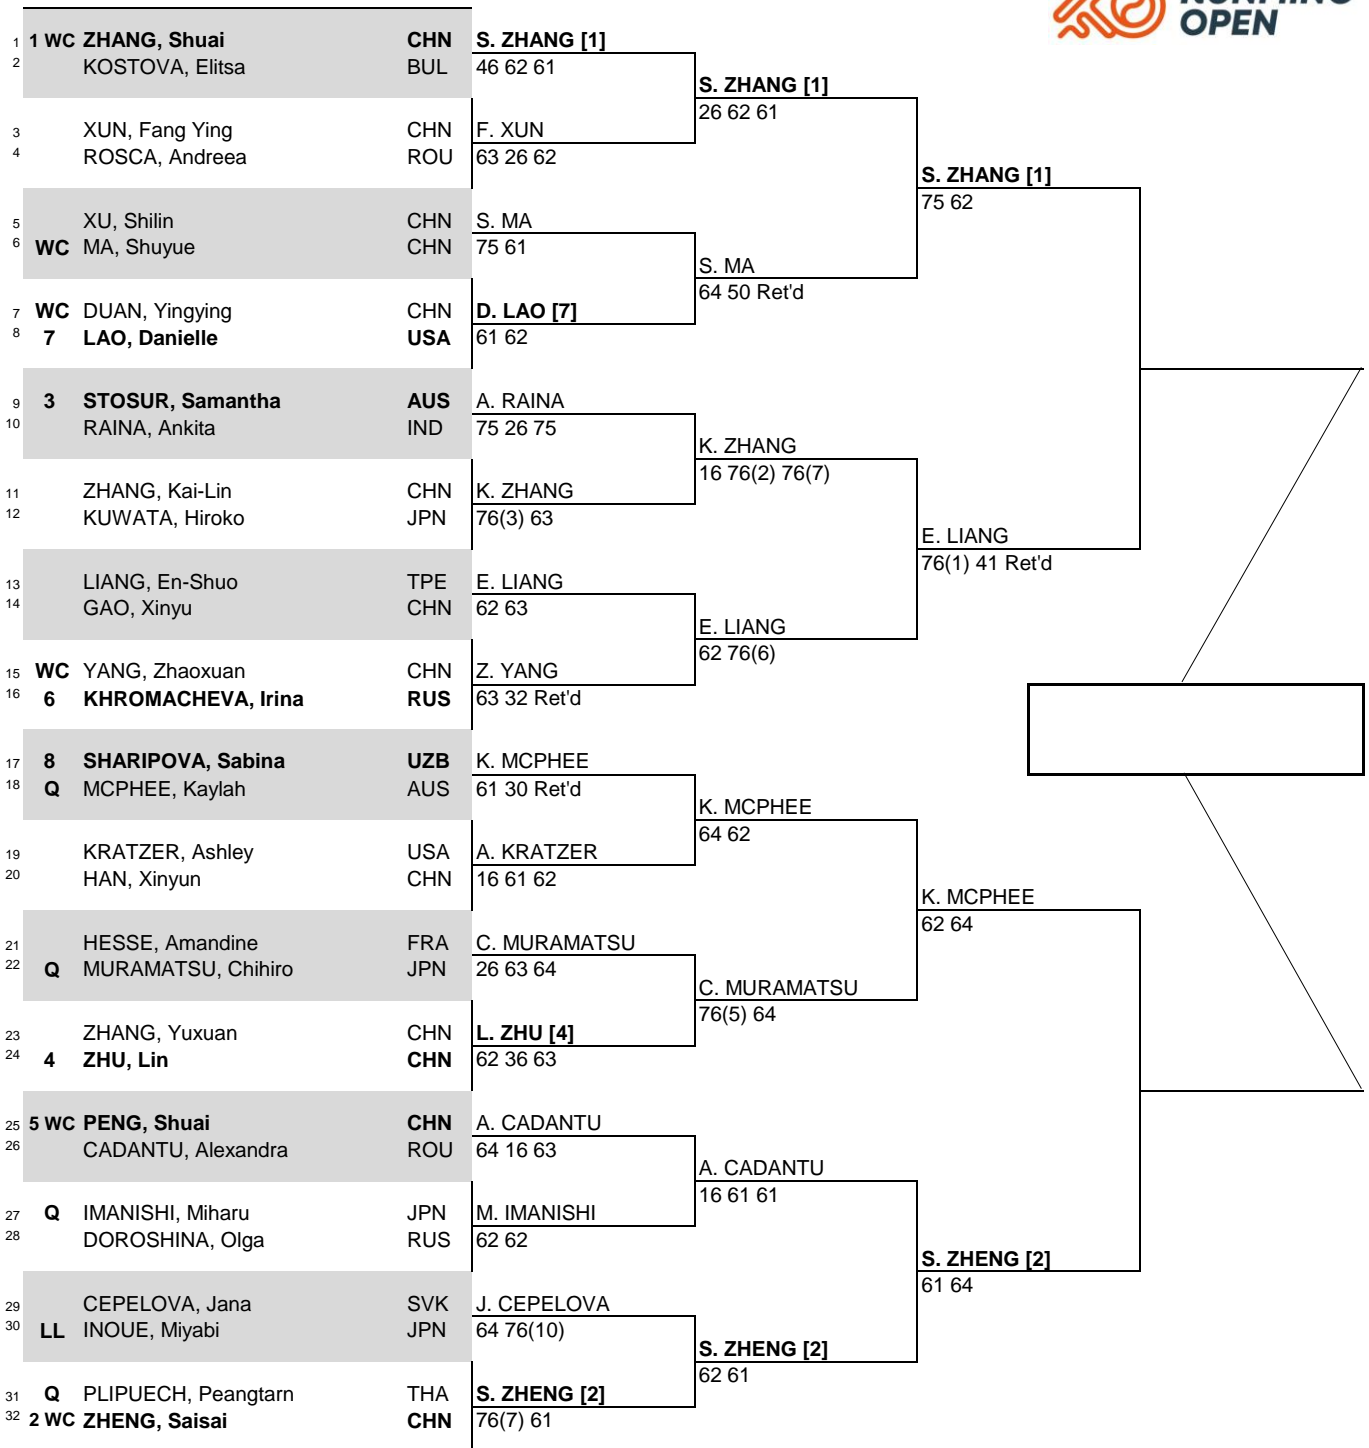 OPEN
1 1 WC ZHANG, Shuai CHN S. ZHANG [1]
2 KOSTOVA, Elitsa BUL 46 62 61
S. ZHANG [1]
26 62 61
3 XUN, Fang Ying CHN F. XUN
4 ROSCA, Andreea ROU 63 26 62
S. ZHANG [1]
75 62
5 XU, Shilin CHN S. MA
6 WC MA, Shuyue CHN 75 61
S. MA
64 50 Ret'd
7 WC DUAN, Yingying CHN D. LAO [7]
8 7 LAO, Danielle USA 61 62
9 3 STOSUR, Samantha AUS A. RAINA
10 RAINA, Ankita IND 75 26 75
K. ZHANG
16 76(2) 76(7)
11 ZHANG, Kai-Lin CHN K. ZHANG
12 KUWATA, Hiroko JPN 76(3) 63
E. LIANG
76(1) 41 Ret'd
13 LIANG, En-Shuo TPE E. LIANG
14 GAO, Xinyu CHN 62 63
E. LIANG
62 76(6)
15 WC YANG, Zhaoxuan CHN Z. YANG
16 6 KHROMACHEVA, Irina RUS 63 32 Ret'd
17 8 SHARIPOVA, Sabina UZB K. MCPHEE
18 Q MCPHEE, Kaylah AUS 61 30 Ret'd
K. MCPHEE
64 62
19 KRATZER, Ashley USA A. KRATZER
20 HAN, Xinyun CHN 16 61 62
K. MCPHEE
62 64
21 HESSE, Amandine FRA C. MURAMATSU
22 Q MURAMATSU, Chihiro JPN 26 63 64
C. MURAMATSU
76(5) 64
23 ZHANG, Yuxuan CHN L. ZHU [4]
24 4 ZHU, Lin CHN 62 36 63
25 5 WC PENG, Shuai CHN A. CADANTU
26 CADANTU, Alexandra ROU 64 16 63
A. CADANTU
16 61 61
27 Q IMANISHI, Miharu JPN M. IMANISHI
28 DOROSHINA, Olga RUS 62 62
S. ZHENG [2]
61 64
29 CEPELOVA, Jana SVK J. CEPELOVA
30 LL INOUE, Miyabi JPN 64 76(10)
S. ZHENG [2]
62 61
31 Q PLIPUECH, Peangtarn THA S. ZHENG [2]
32 2 WC ZHENG, Saisai CHN 76(7) 61